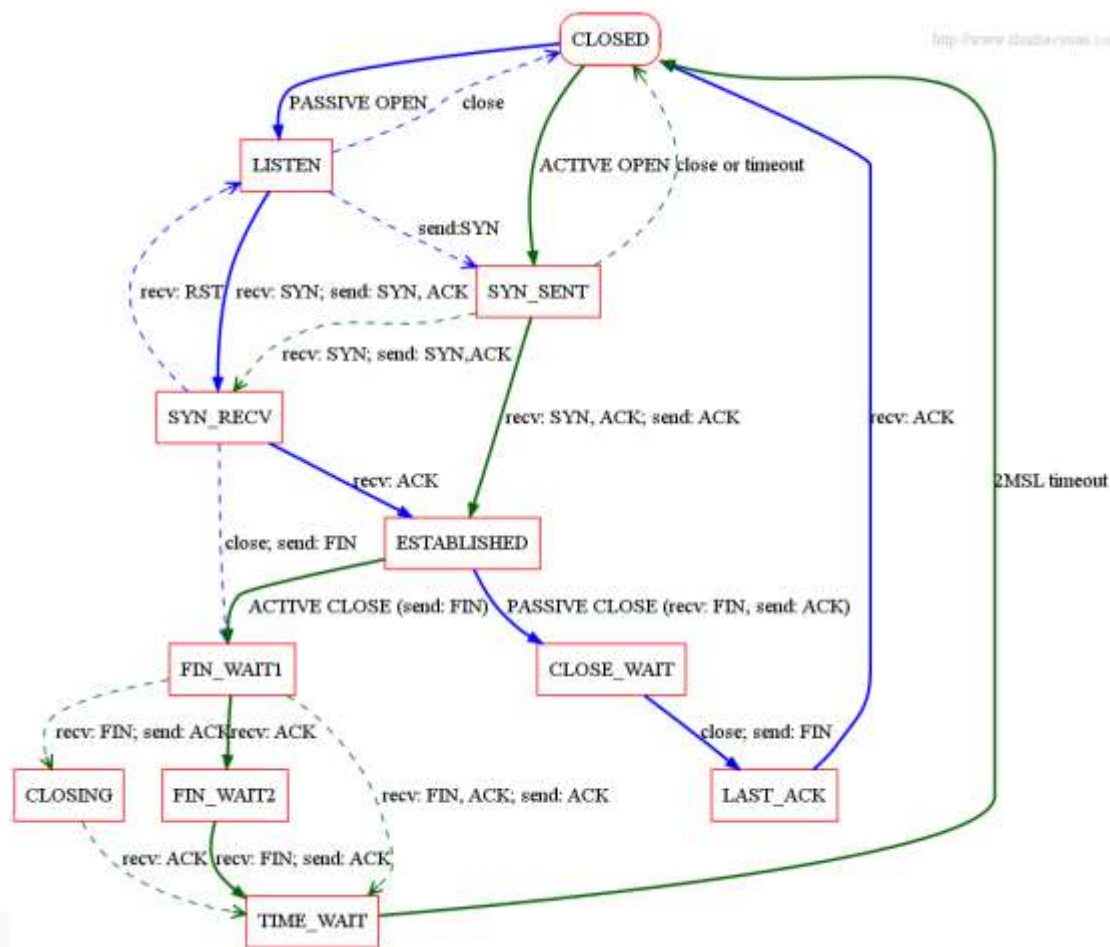 CLOSED
PASSIVE OPEN
close
LISTEN
ACTIVE OPEN
close or timeout
send:SYN
recv: RST
recv: SYN; send: SYN, ACK
SYN_SENT
recv: SYN; send: SYN,ACK
SYN_RECV
recv: SYN, ACK; send: ACK
recv: ACK
recv: ACK
2MSL timeout
ESTABLISHED
close; send: FIN
ACTIVE CLOSE (send: FIN)
PASSIVE CLOSE (recv: FIN, send: ACK)
FIN_WAIT1
CLOSE_WAIT
recv: FIN; send: ACK
recv: ACK
close; send: FIN
CLOSING
FIN_WAIT2
recv: FIN, ACK; send: ACK
LAST_ACK
recv: ACK
recv: FIN; send: ACK
TIME_WAIT